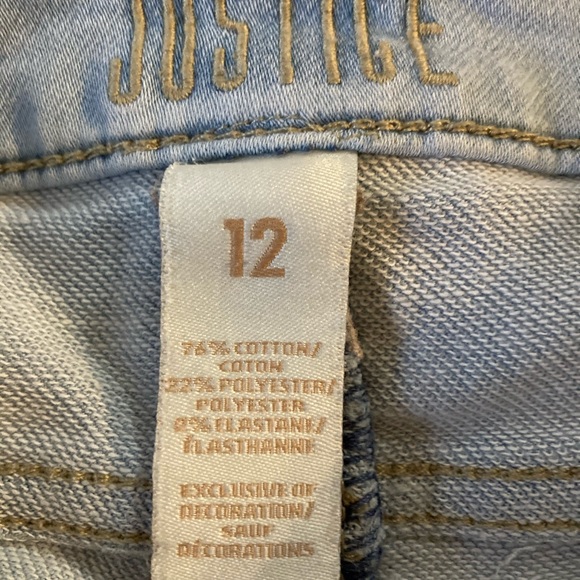 JUSTICE
12
76% COTTON/
COTON
22% POLYESTER/
POLYESTER
2% ELASTANE/
ÉLASTHANNE
EXCLUSIVE OF
DECORATION/
SAUF
DÉCORATIONS